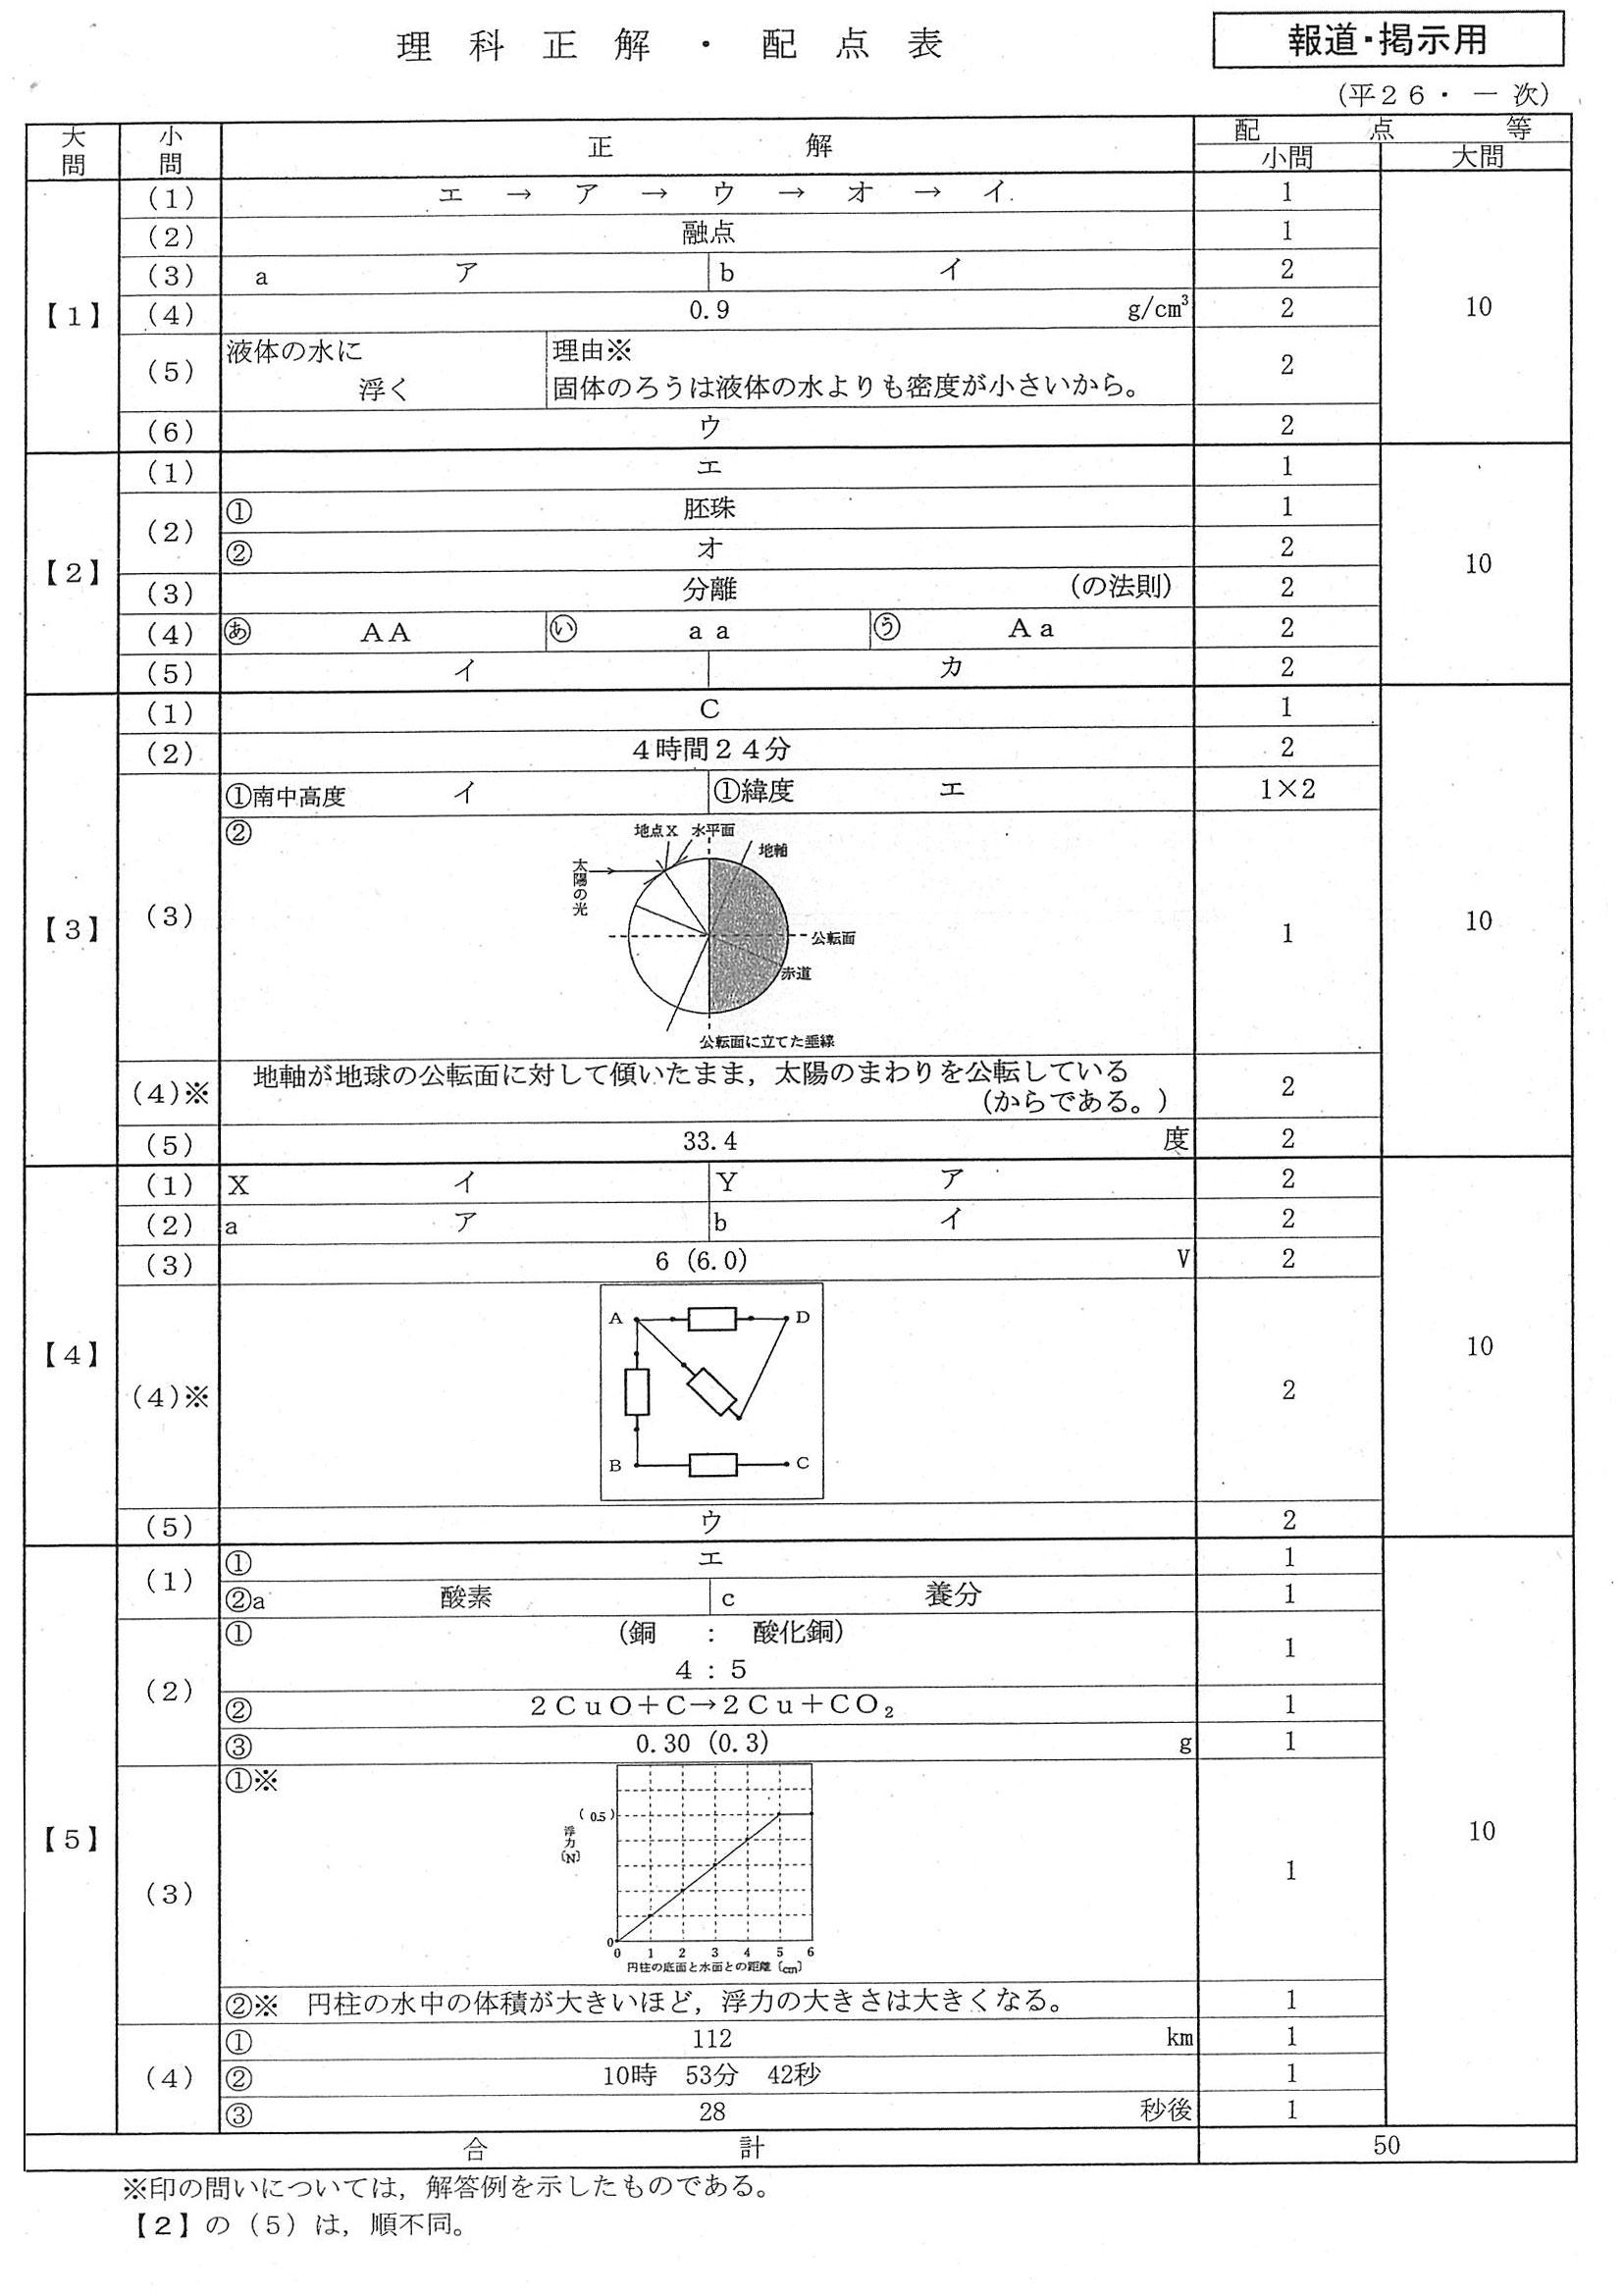 理科正解・配点表
報道・掲示用
(平26・一次)
大問 小問 正解 配点等
小問 大問
【1】 (1) エ → ア → ウ → オ → イ 1 10
(2) 融点 1
(3) a ア b イ 2
(4) 0.9 g/cm³ 2
(5) 液体の水に 浮く 理由※ 固体のろうは液体の水よりも密度が小さいから。 2
(6) ウ 2
【2】 (1) エ 1 10
(2) ① 胚珠 1
② オ 2
(3) 分離 (の法則) 2
(4) あ AA い aa う Aa 2
(5) イ カ 2
【3】 (1) C 1 10
(2) 4時間24分 2
(3) ①南中高度 イ ①緯度 エ 1×2
② 1
地点X 水平面
地軸
太陽の光
公転面
赤道
公転面に立てた垂線
(4)※ 地軸が地球の公転面に対して傾いたまま，太陽のまわりを公転している 2
(からである。)
(5) 33.4 度 2
【4】 (1) X イ Y ア 2 10
(2) a ア b イ 2
(3) 6 (6.0) V 2
(4)※ 2
A D
B C
(5) ウ 2
【5】 (1) ① エ 1 10
②a 酸素 c 養分 1
(2) ① (銅 : 酸化銅) 1
4 : 5
② 2CuO+C→2Cu+CO₂ 1
③ 0.30 (0.3) g 1
(3) ①※ 1
(0.5)
浮力〔N〕
0
0 1 2 3 4 5 6
円柱の底面と水面との距離〔cm〕
②※ 円柱の水中の体積が大きいほど，浮力の大きさは大きくなる。 1
(4) ① 112 km 1
② 10時 53分 42秒 1
③ 28 秒後 1
合計 50
※印の問いについては，解答例を示したものである。
【2】の(5)は，順不同。